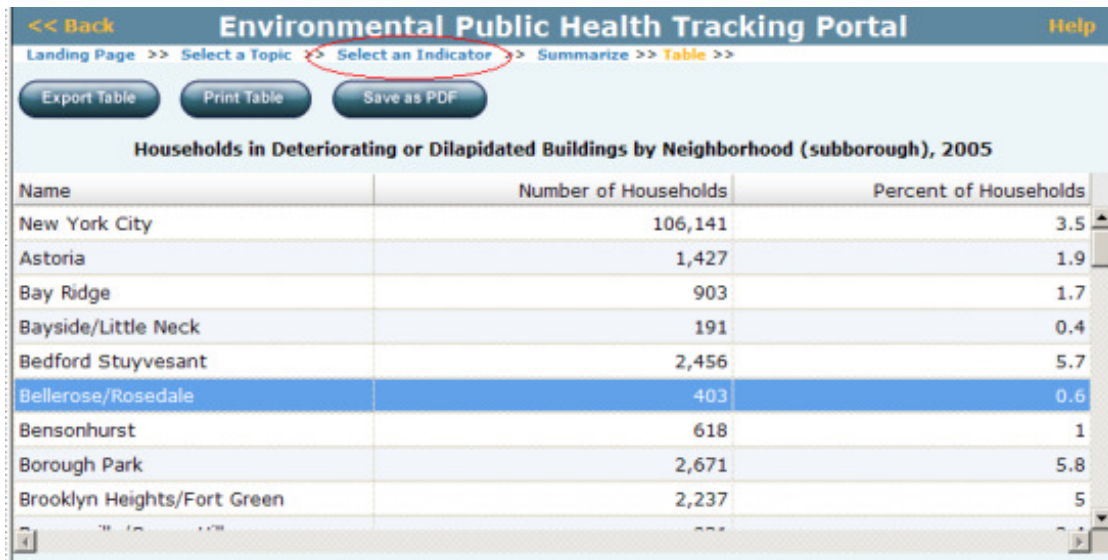 << Back Environmental Public Health Tracking Portal Help
Landing Page >> Select a Topic >> Select an Indicator >> Summarize >> Table >>
Export Table Print Table Save as PDF
Households in Deteriorating or Dilapidated Buildings by Neighborhood (subborough), 2005
Name Number of Households Percent of Households
New York City 106,141 3.5
Astoria 1,427 1.9
Bay Ridge 903 1.7
Bayside/Little Neck 191 0.4
Bedford Stuyvesant 2,456 5.7
Bellerose/Rosedale 403 0.6
Bensonhurst 618 1
Borough Park 2,671 5.8
Brooklyn Heights/Fort Green 2,237 5